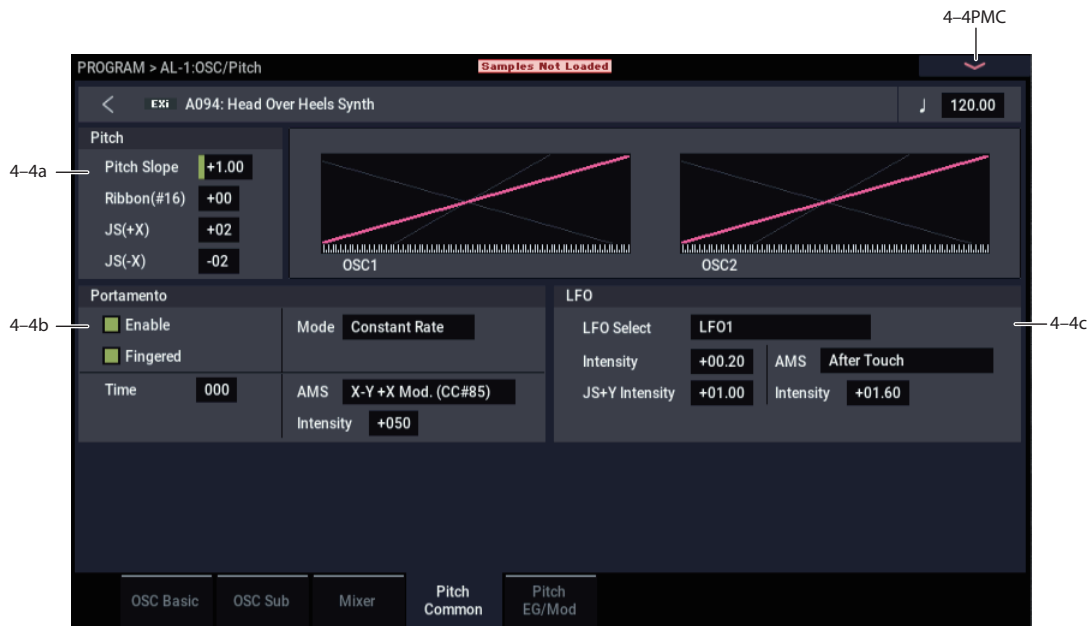 4–4PMC
PROGRAM > AL-1:OSC/Pitch
Samples Not Loaded
EXi A094: Head Over Heels Synth
♩ 120.00
Pitch
4–4a
Pitch Slope +1.00
Ribbon(#16) +00
JS(+X) +02
JS(-X) -02
OSC1
OSC2
Portamento
4–4b
Enable
Fingered
Mode Constant Rate
Time 000
AMS X-Y +X Mod. (CC#85)
Intensity +050
LFO
4–4c
LFO Select LFO1
Intensity +00.20
AMS After Touch
JS+Y Intensity +01.00
Intensity +01.60
OSC Basic
OSC Sub
Mixer
Pitch
Common
Pitch
EG/Mod